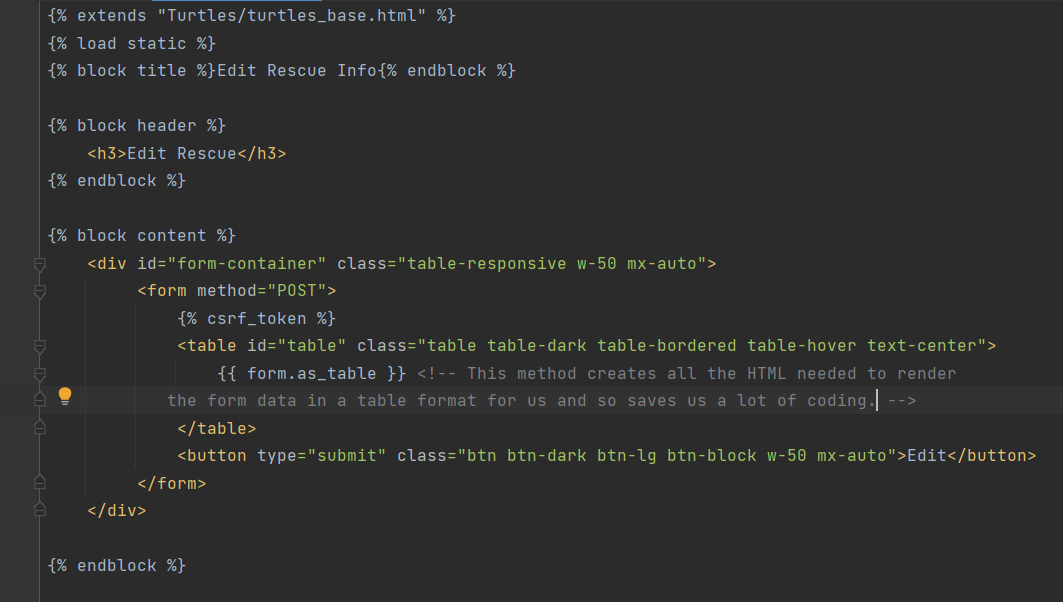 {% extends "Turtles/turtles_base.html" %}
{% load static %}
{% block title %}Edit Rescue Info{% endblock %}
{% block header %}
<h3>Edit Rescue</h3>
{% endblock %}
{% block content %}
<div id="form-container" class="table-responsive w-50 mx-auto">
<form method="POST">
{% csrf_token %}
<table id="table" class="table table-dark table-bordered table-hover text-center">
{{ form.as_table }} <!-- This method creates all the HTML needed to render
the form data in a table format for us and so saves us a lot of coding. -->
</table>
<button type="submit" class="btn btn-dark btn-lg btn-block w-50 mx-auto">Edit</button>
</form>
</div>
{% endblock %}